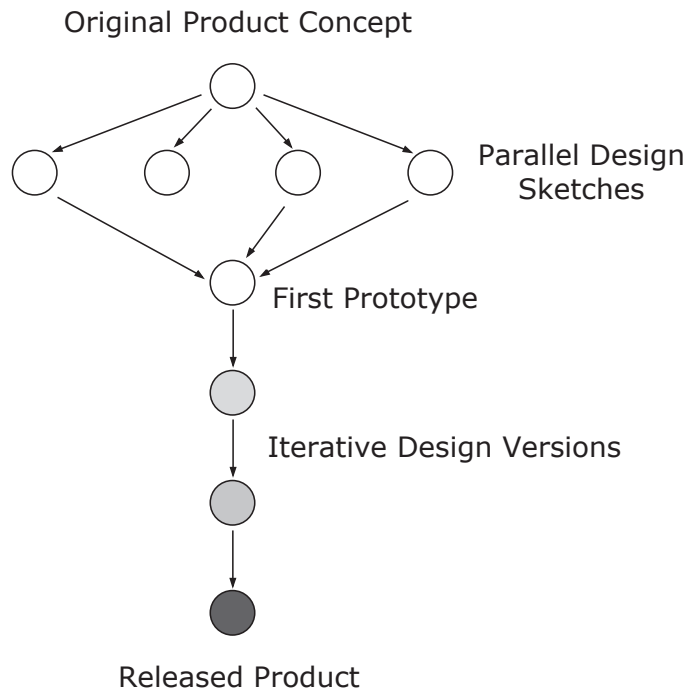 Original Product Concept
Parallel Design
Sketches
First Prototype
Iterative Design Versions
Released Product